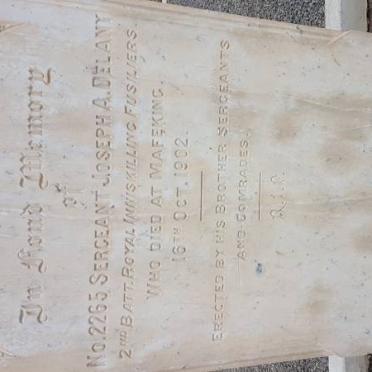 In Fond Memory
of
No. 2265 SERGEANT JOSEPH A. DELANY
2ND BATT. ROYAL INNISKILLING FUSILIERS.
WHO DIED AT MAFEKING.
16TH OCT. 1902.
ERECTED BY HIS BROTHER SERGEANTS
AND COMRADES.
R.I.P.